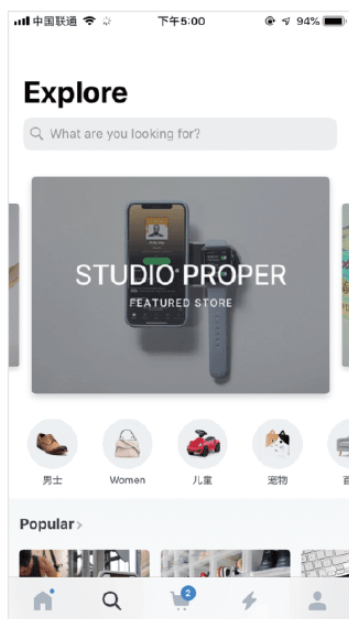 中国联通 下午5:00 94%
Explore
What are you looking for?
STUDIO PROPER
FEATURED STORE
男士 Women 儿童 宠物
Popular >
2